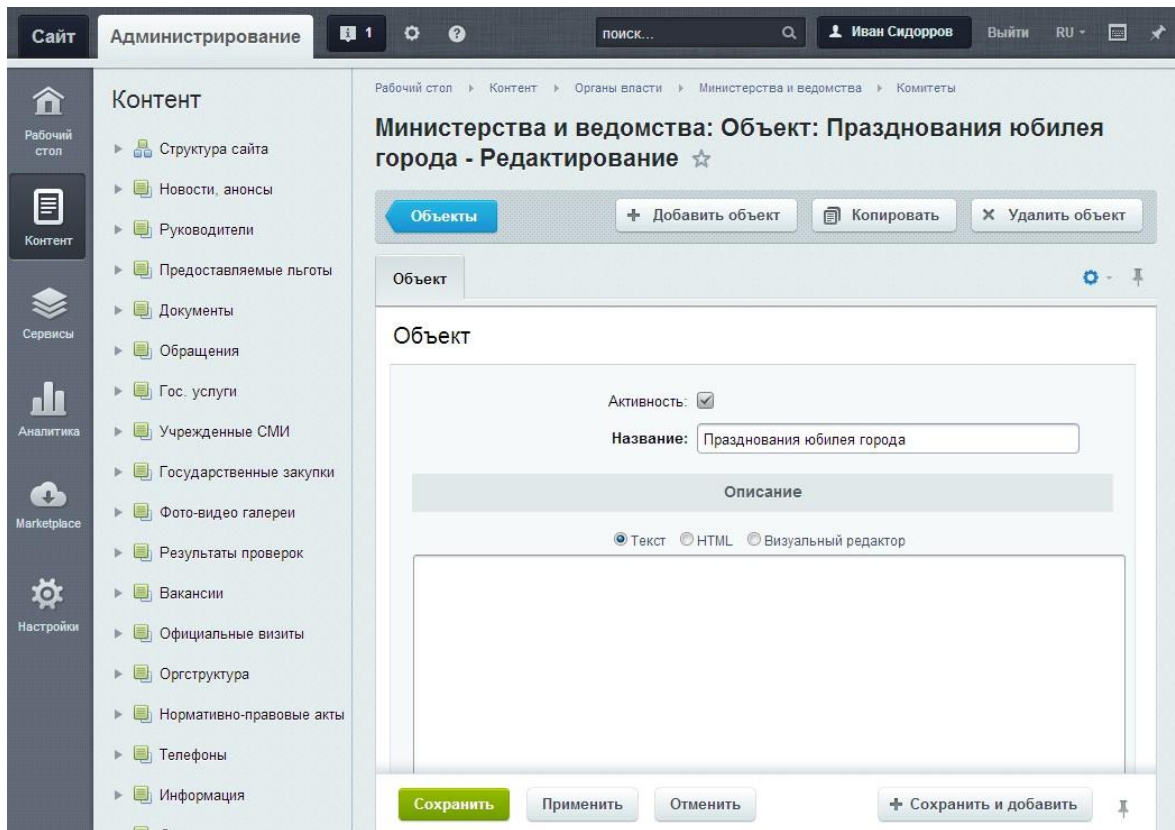 Сайт
Администрирование
1
поиск...
Иван Сидорров
Выйти
RU
Рабочий стол
Контент
Сервисы
Аналитика
Marketplace
Настройки
Контент
Структура сайта
Новости, анонсы
Руководители
Предоставляемые льготы
Документы
Обращения
Гос. услуги
Учрежденные СМИ
Государственные закупки
Фото-видео галереи
Результаты проверок
Вакансии
Официальные визиты
Оргструктура
Нормативно-правовые акты
Телефоны
Информация
Рабочий стол Контент Органы власти Министерства и ведомства Комитеты
Министерства и ведомства: Объект: Празднования юбилея
города - Редактирование
Объекты
Добавить объект
Копировать
Удалить объект
Объект
Объект
Активность:
Название: Празднования юбилея города
Описание
Текст HTML Визуальный редактор
Сохранить
Применить
Отменить
Сохранить и добавить